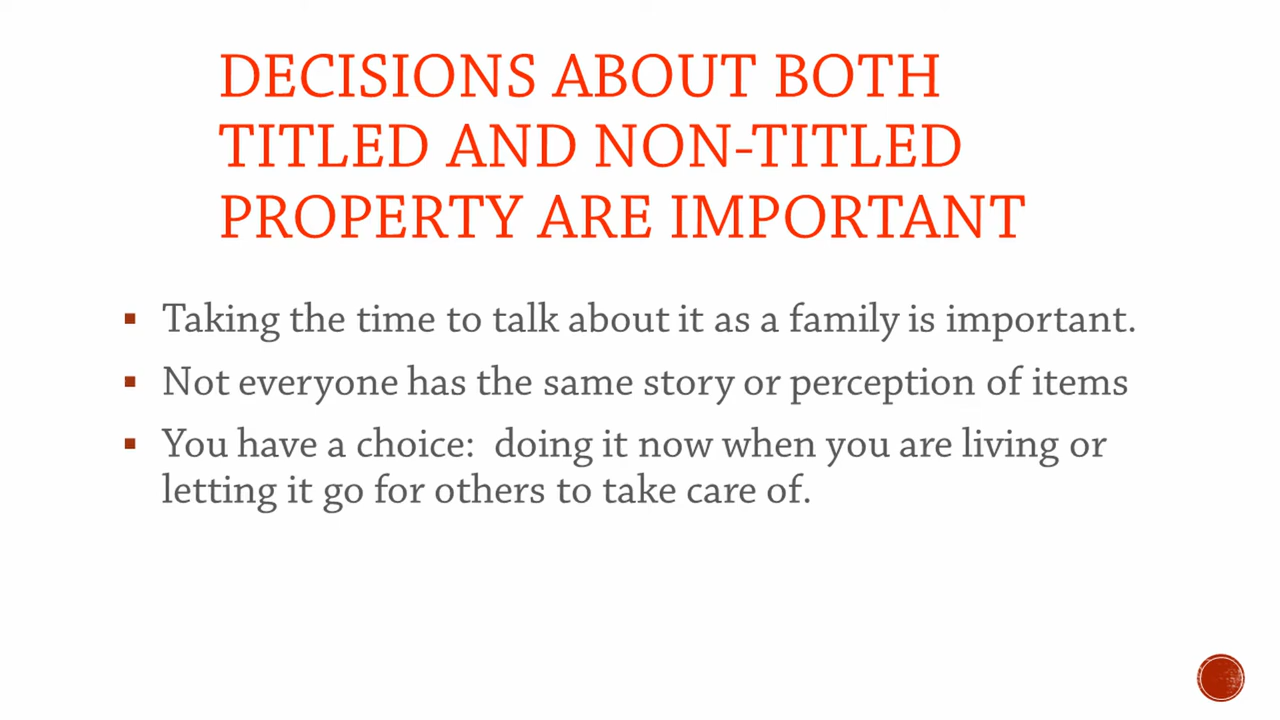 DECISIONS ABOUT BOTH
TITLED AND NON-TITLED
PROPERTY ARE IMPORTANT
▪ Taking the time to talk about it as a family is important.
▪ Not everyone has the same story or perception of items
▪ You have a choice:  doing it now when you are living or
letting it go for others to take care of.